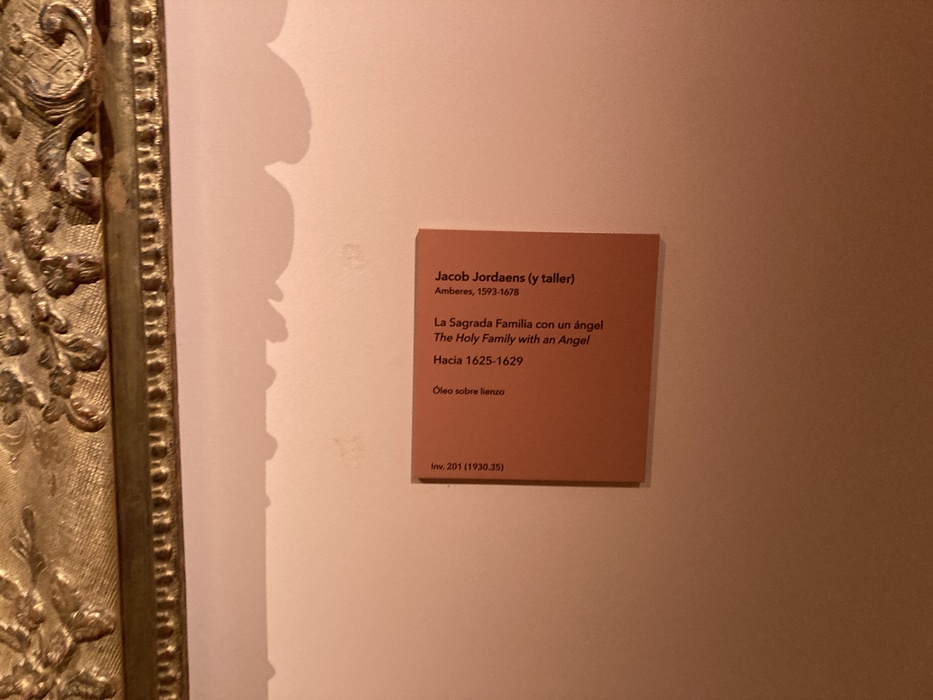 Jacob Jordaens (y taller)
Amberes, 1593-1678
La Sagrada Familia con un ángel
The Holy Family with an Angel
Hacia 1625-1629
Óleo sobre lienzo
Inv. 201 (1930.35)